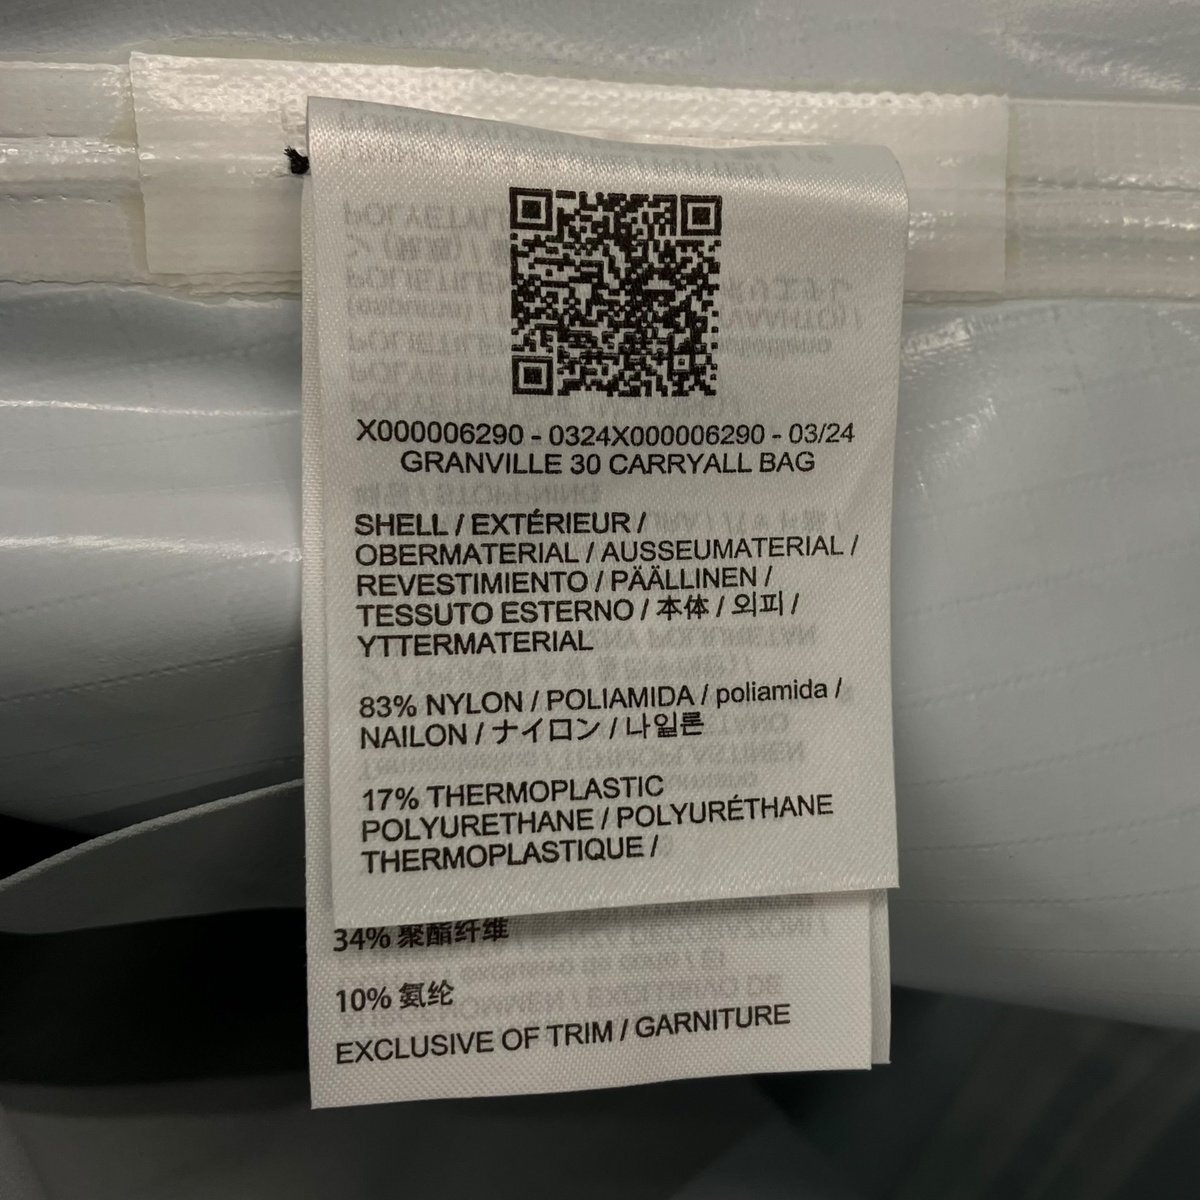 X000006290 - 0324X000006290 - 03/24
GRANVILLE 30 CARRYALL BAG
SHELL / EXTÉRIEUR /
OBERMATERIAL / AUSSEUMATERIAL /
REVESTIMIENTO / PÄÄLLINEN /
TESSUTO ESTERNO / 本体 / 외피 /
YTTERMATERIAL
83% NYLON / POLIAMIDA / poliamida /
NAILON / ナイロン / 나일론
17% THERMOPLASTIC
POLYURETHANE / POLYURÉTHANE
THERMOPLASTIQUE /
34% 聚酯纤维
10% 氨纶
EXCLUSIVE OF TRIM / GARNITURE